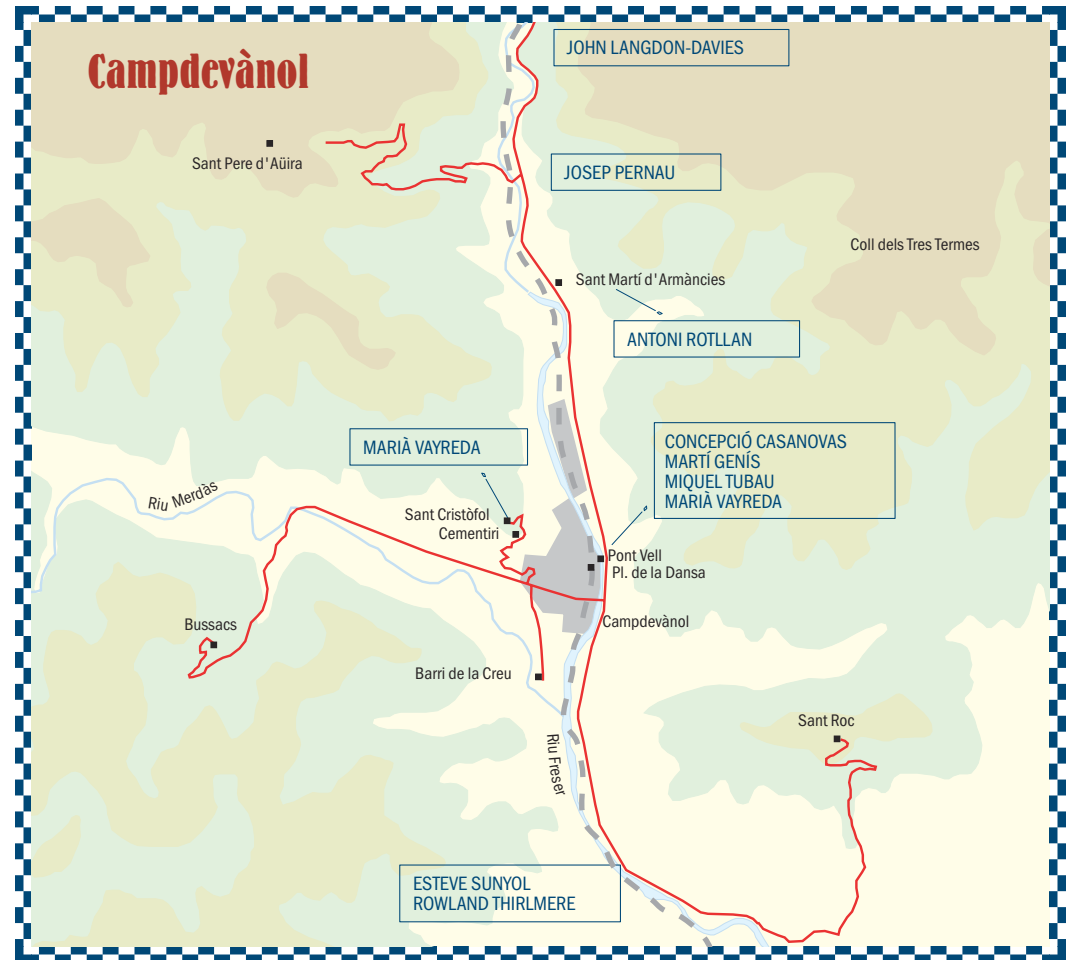 JOHN LANGDON-DAVIES
Campdevànol
Sant Pere d'Aüira
JOSEP PERNAU
Coll dels Tres Termes
Sant Martí d'Armàncies
ANTONI ROTLLAN
MARIÀ VAYREDA
CONCEPCIÓ CASANOVAS
MARTÍ GENÍS
MIQUEL TUBAU
MARIÀ VAYREDA
Riu Merdàs
Sant Cristòfol
Cementiri
Pont Vell
Pl. de la Dansa
Campdevànol
Bussacs
Barri de la Creu
Sant Roc
Riu Freser
ESTEVE SUNYOL
ROWLAND THIRLMERE